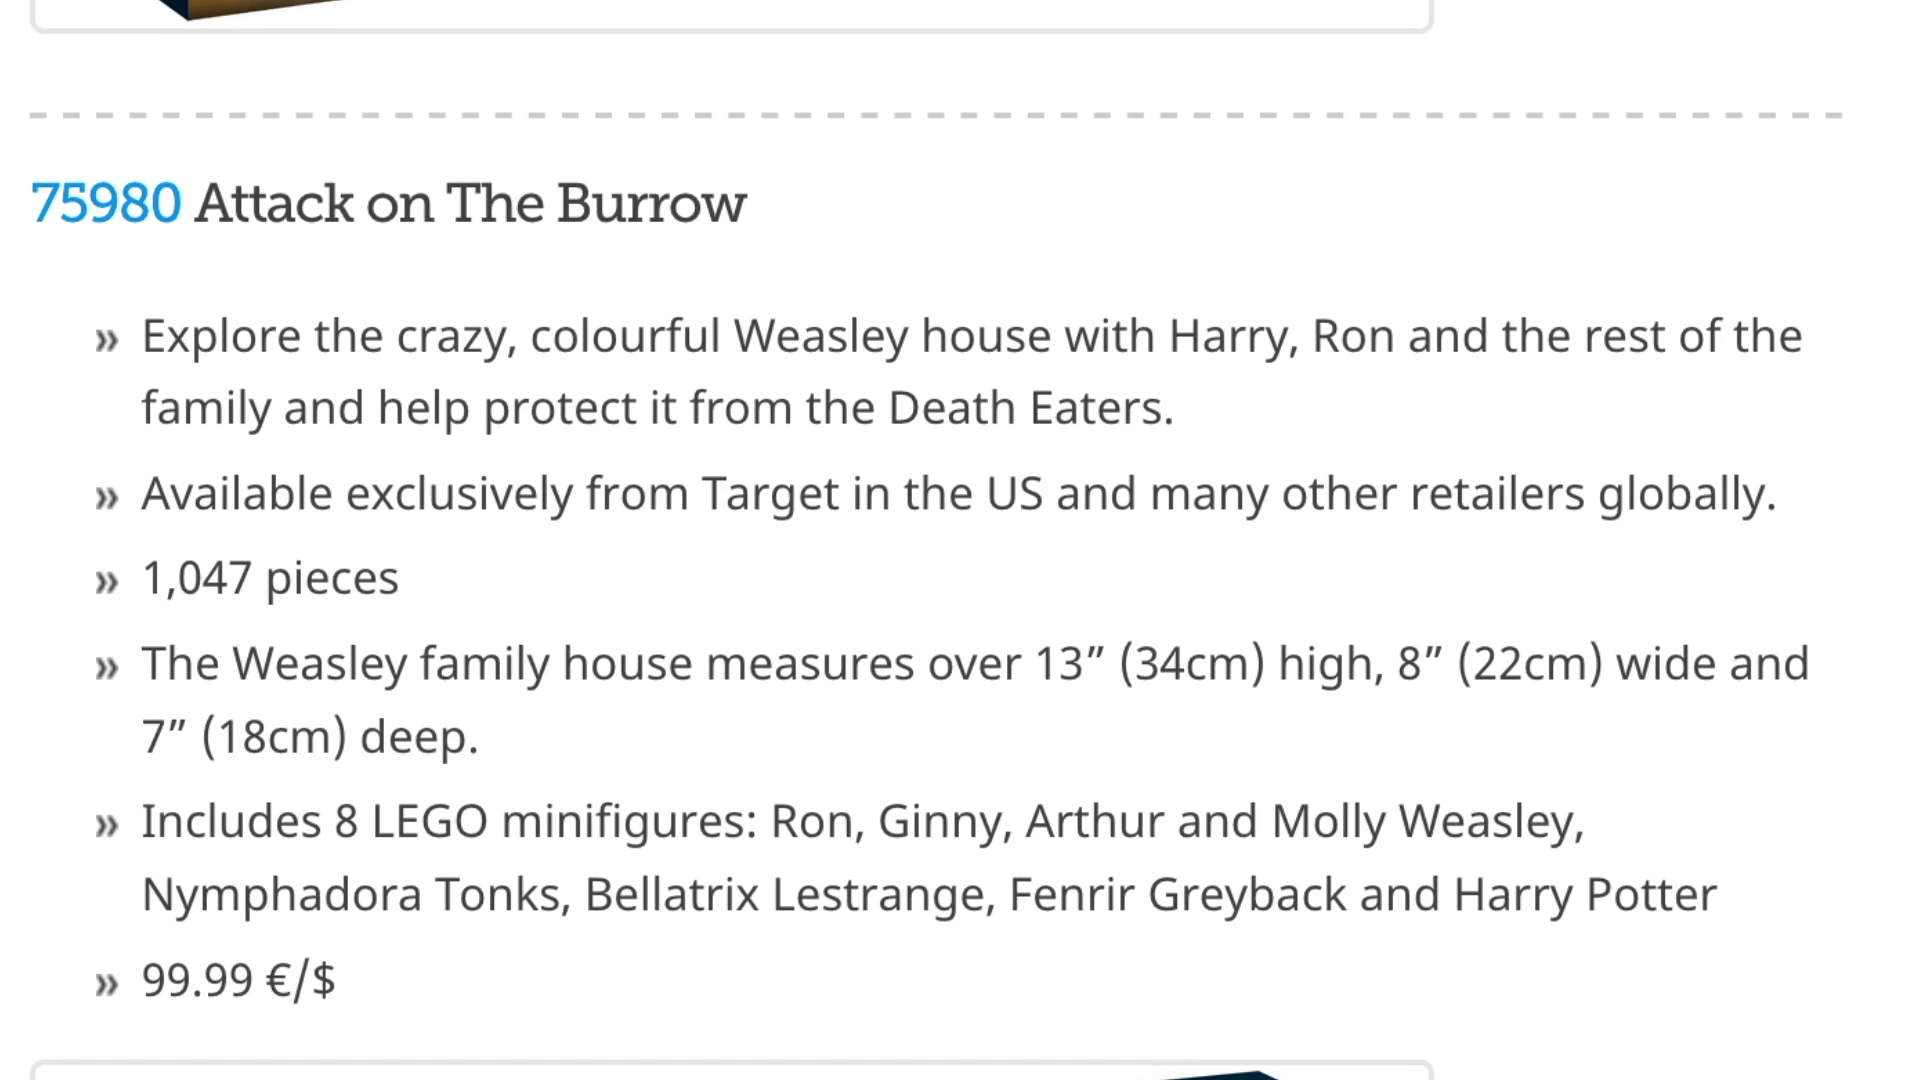 75980 Attack on The Burrow
» Explore the crazy, colourful Weasley house with Harry, Ron and the rest of the
family and help protect it from the Death Eaters.
» Available exclusively from Target in the US and many other retailers globally.
» 1,047 pieces
» The Weasley family house measures over 13” (34cm) high, 8” (22cm) wide and
7” (18cm) deep.
» Includes 8 LEGO minifigures: Ron, Ginny, Arthur and Molly Weasley,
Nymphadora Tonks, Bellatrix Lestrange, Fenrir Greyback and Harry Potter
» 99.99 €/$